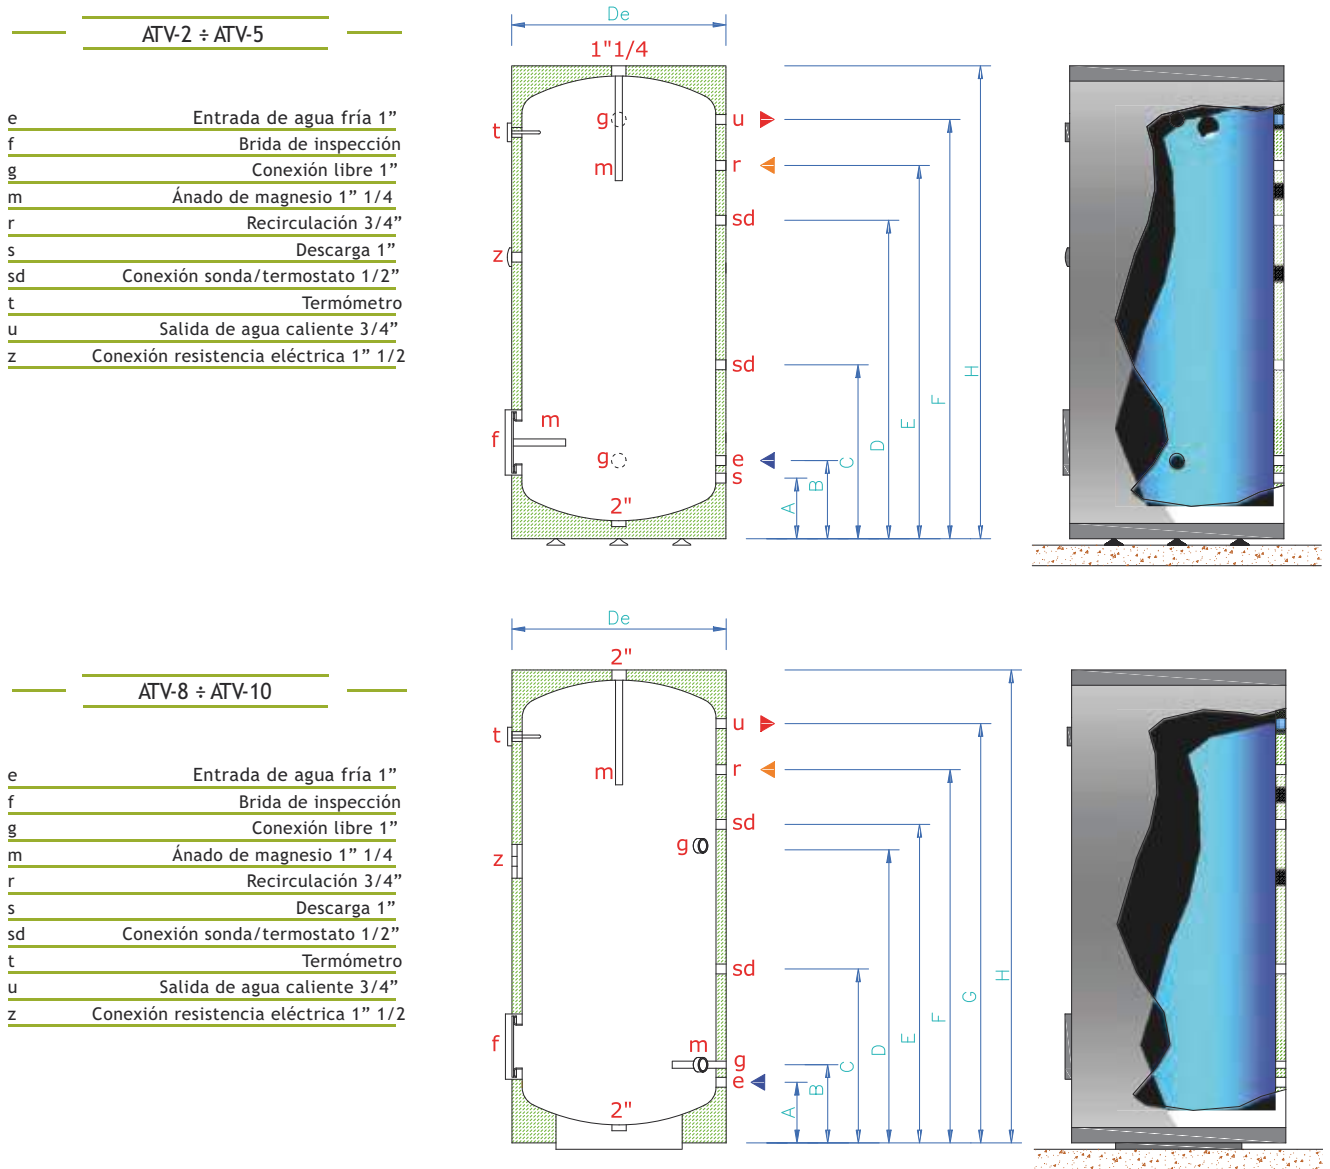 ATV-2 ÷ ATV-5
e Entrada de agua fría 1”
f Brida de inspección
g Conexión libre 1”
m Ánado de magnesio 1” 1/4
r Recirculación 3/4”
s Descarga 1”
sd Conexión sonda/termostato 1/2”
t Termómetro
u Salida de agua caliente 3/4”
z Conexión resistencia eléctrica 1” 1/2
De
1"1/4
t
g
m
u
r
sd
z
sd
f
m
g
e
s
2"
A
B
C
D
E
F
H
ATV-8 ÷ ATV-10
e Entrada de agua fría 1”
f Brida de inspección
g Conexión libre 1”
m Ánado de magnesio 1” 1/4
r Recirculación 3/4”
s Descarga 1”
sd Conexión sonda/termostato 1/2”
t Termómetro
u Salida de agua caliente 3/4”
z Conexión resistencia eléctrica 1” 1/2
De
2"
t
u
m
r
sd
g
z
sd
f
m
g
e
2"
A
B
C
D
E
F
G
H